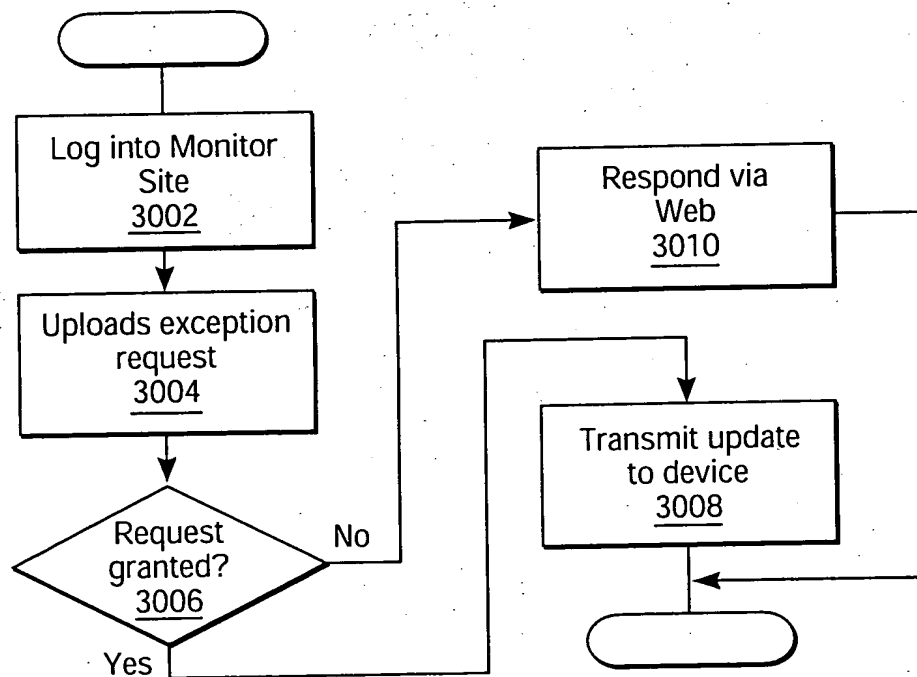 Log into Monitor
Site
3002
Uploads exception
request
3004
Request
granted?
3006
No
Yes
Respond via
Web
3010
Transmit update
to device
3008